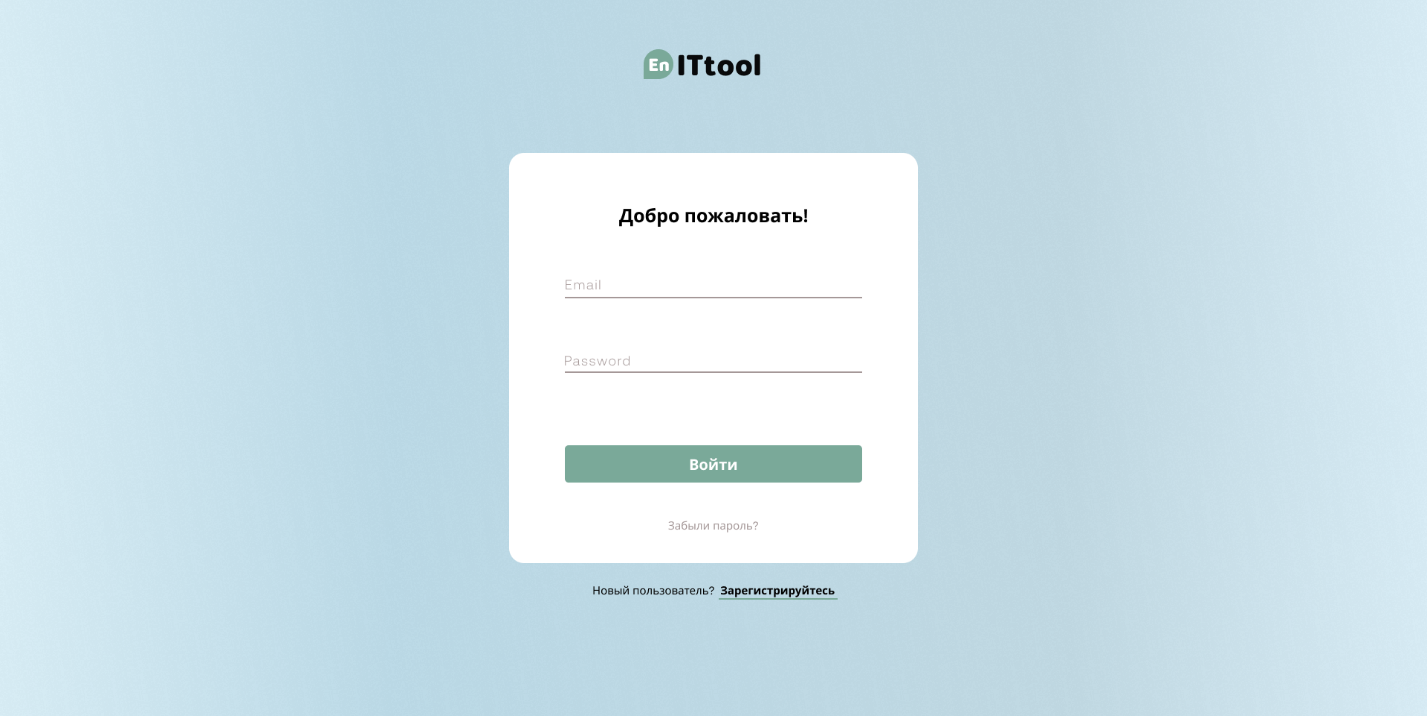 En ITtool
Добро пожаловать!
Email
Password
Войти
Забыли пароль?
Новый пользователь? Зарегистрируйтесь